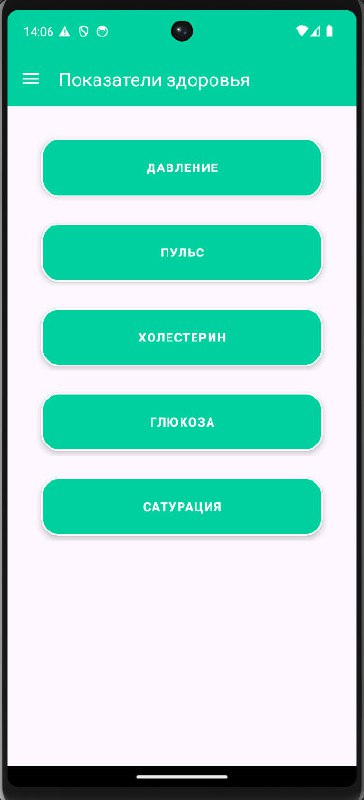 14:06
Показатели здоровья
ДАВЛЕНИЕ
ПУЛЬС
ХОЛЕСТЕРИН
ГЛЮКОЗА
САТУРАЦИЯ